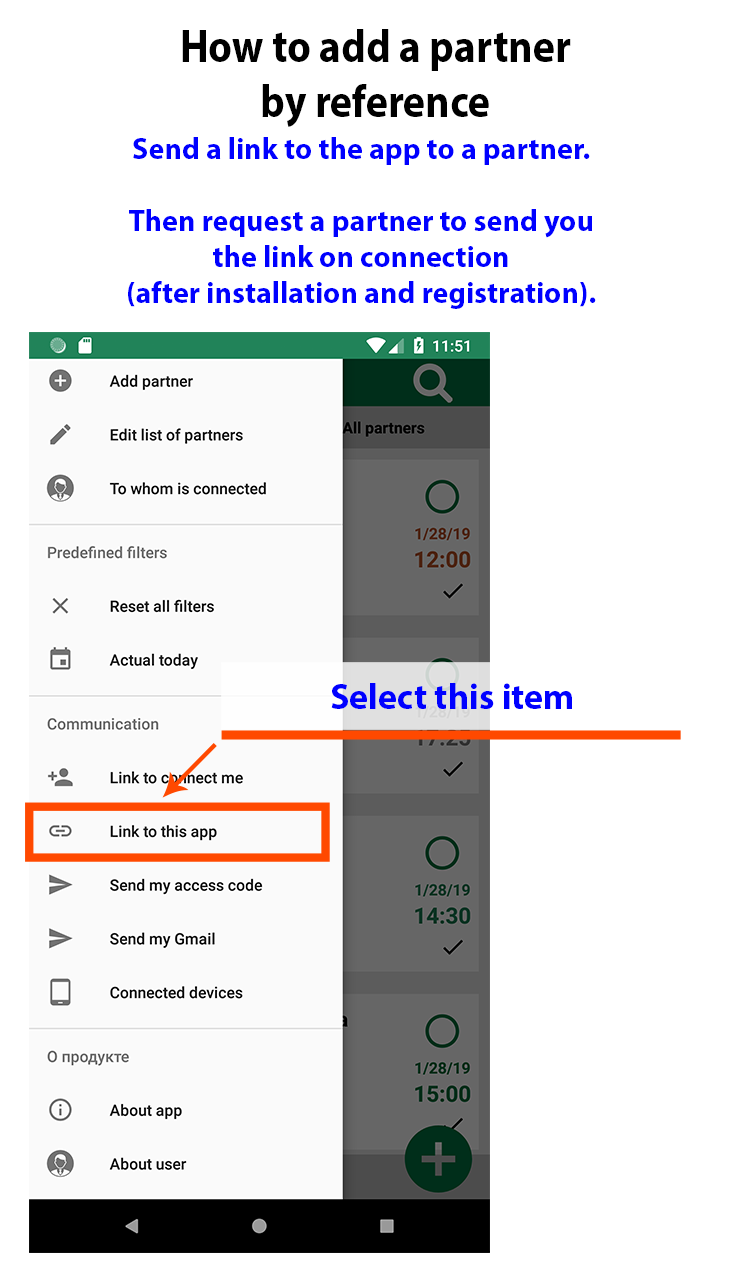 How to add a partner
by reference
Send a link to the app to a partner.
Then request a partner to send you
the link on connection
(after installation and registration).
11:51
Add partner
All partners
Edit list of partners
To whom is connected
1/28/19
12:00
Predefined filters
Reset all filters
Actual today
Select this item
1/28/19
17:25
Communication
Link to connect me
Link to this app
1/28/19
14:30
Send my access code
Send my Gmail
Connected devices
a
О продукте
1/28/19
15:00
About app
About user